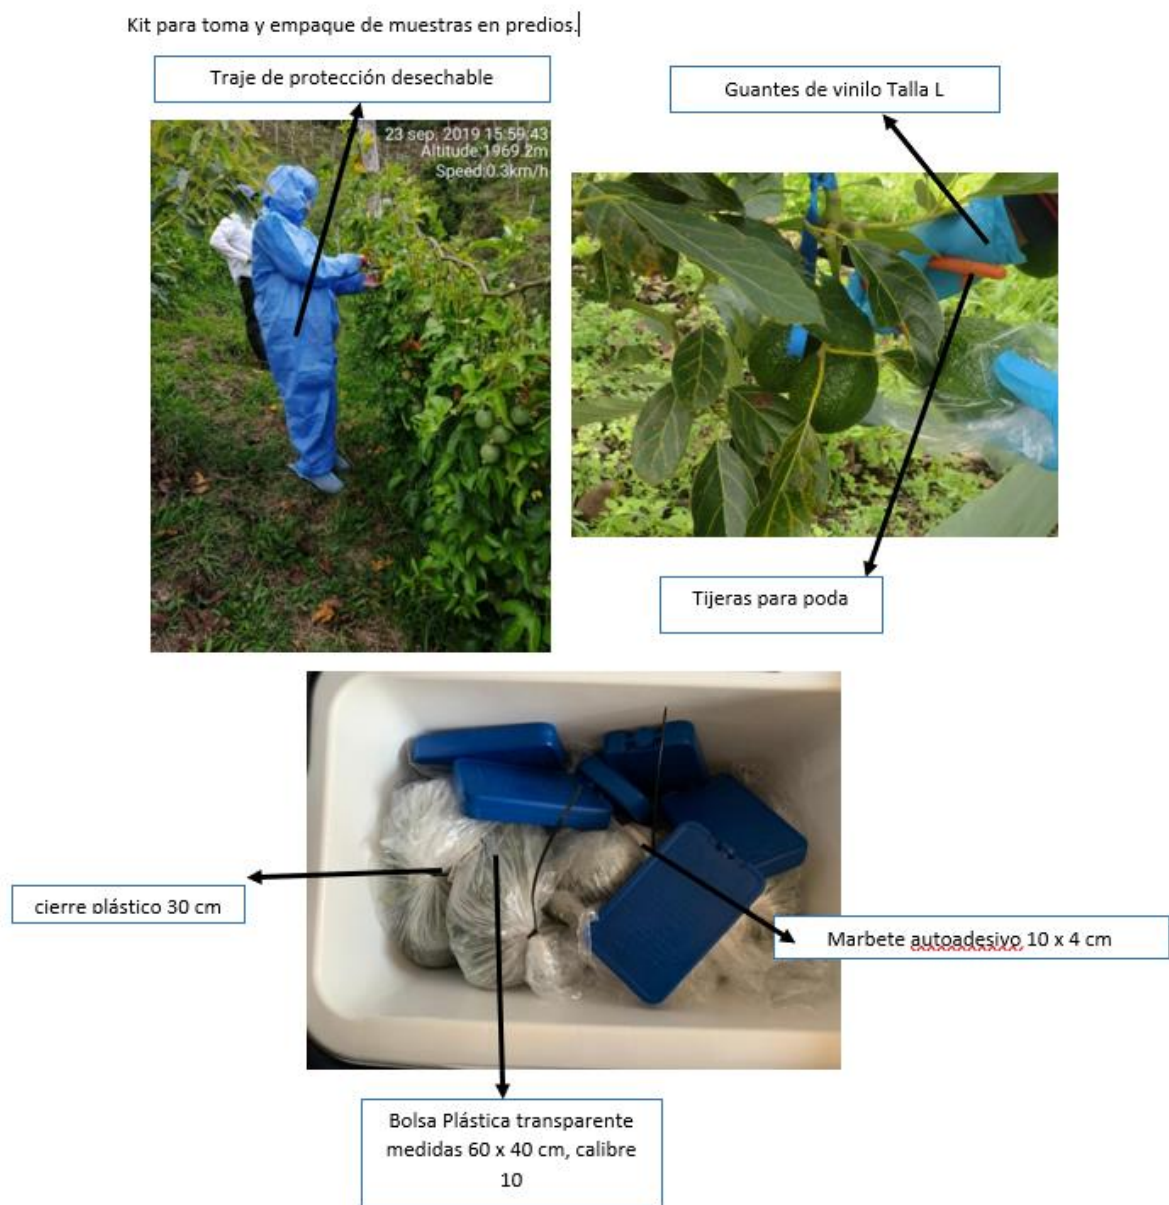 Kit para toma y empaque de muestras en predios.
Traje de protección desechable
Guantes de vinilo Talla L
23 sep. 2019 15:59:43
Altitude:1969.2m
Speed:0.3km/h
Tijeras para poda
cierre plástico 30 cm
Marbete autoadesivo 10 x 4 cm
Bolsa Plástica transparente
medidas 60 x 40 cm, calibre
10